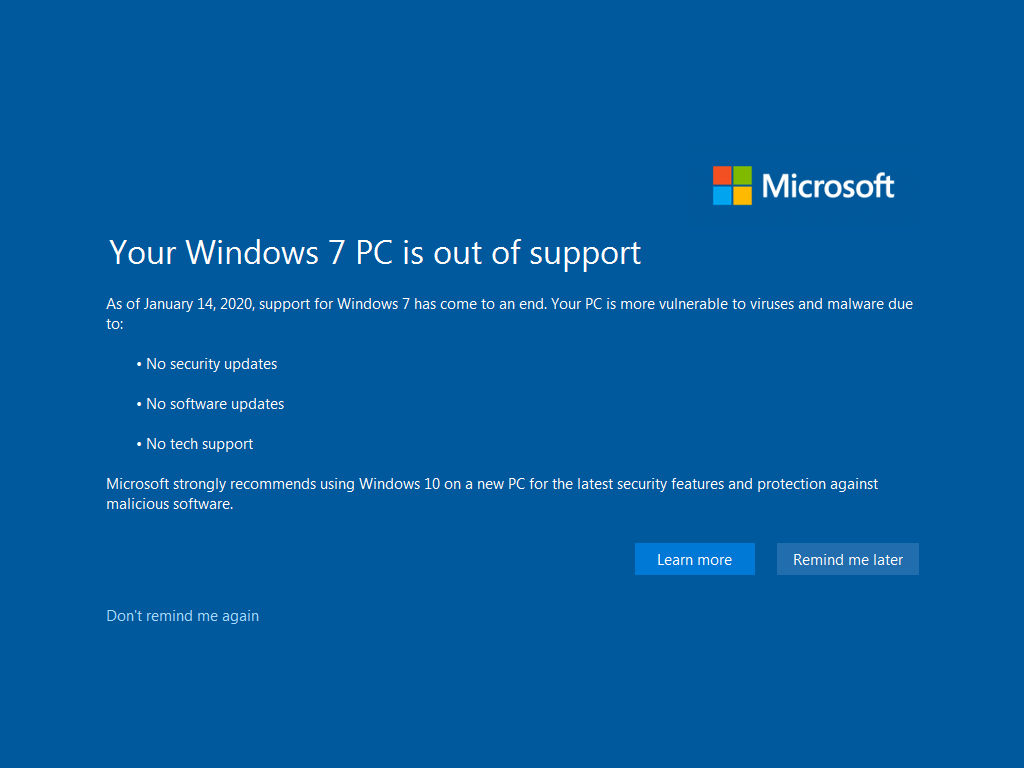 Microsoft
Your Windows 7 PC is out of support
As of January 14, 2020, support for Windows 7 has come to an end. Your PC is more vulnerable to viruses and malware due
to:
• No security updates
• No software updates
• No tech support
Microsoft strongly recommends using Windows 10 on a new PC for the latest security features and protection against
malicious software.
Learn more
Remind me later
Don't remind me again